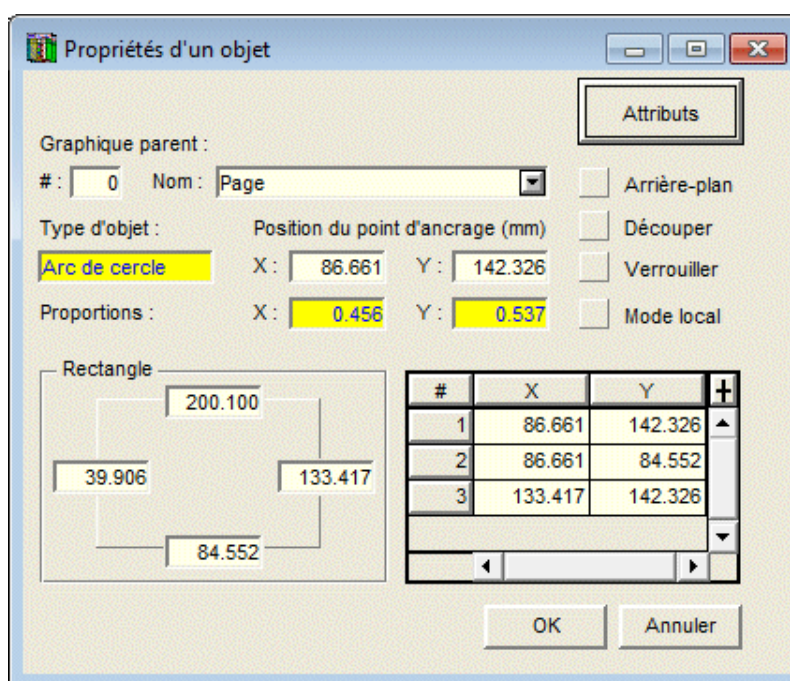 Propriétés d'un objet
Attributs
Graphique parent :
# : 0 Nom : Page
Arrière-plan
Type d'objet : Position du point d'ancrage (mm)
Découper
Arc de cercle X : 86.661 Y : 142.326
Verrouiller
Proportions : X : 0.456 Y : 0.537
Mode local
Rectangle
200.100
39.906 133.417
84.552
# X Y +
1 86.661 142.326
2 86.661 84.552
3 133.417 142.326
OK Annuler